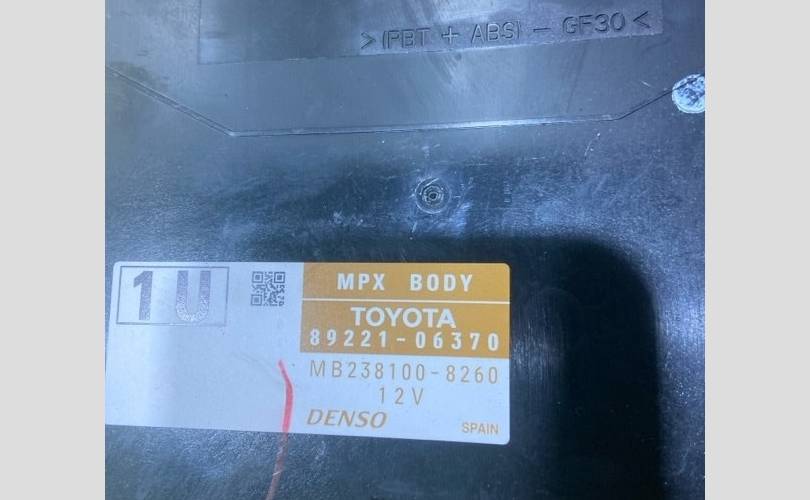 >(PBT + ABS) - GF30<
1U
MPX BODY
TOYOTA
89221-06370
MB238100-8260
12V
DENSO
SPAIN